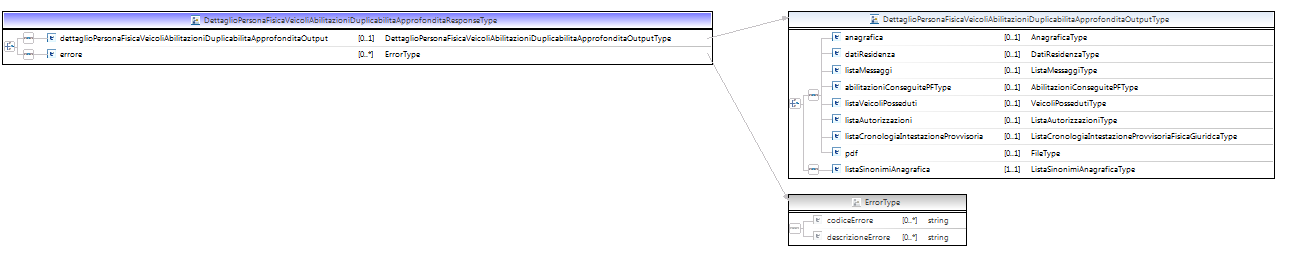 DettaglioPersonaFisicaVeicoliAbilitazioniDuplicabilitaApprofonditaResponseType
dettaglioPersonaFisicaVeicoliAbilitazioniDuplicabilitaApprofonditaOutput [0..1] DettaglioPersonaFisicaVeicoliAbilitazioniDuplicabilitaApprofonditaOutputType
errore [0..*] ErrorType
DettaglioPersonaFisicaVeicoliAbilitazioniDuplicabilitaApprofonditaOutputType
anagrafica [0..1] AnagraficaType
datiResidenza [0..1] DatiResidenzaType
listaMessaggi [0..1] ListaMessaggiType
abilitazioniConseguitePFType [0..1] AbilitazioniConseguitePFType
listaVeicoliPosseduti [0..1] VeicoliPossedutiType
listaAutorizzazioni [0..1] ListaAutorizzazioniType
listaCronologiaIntestazioneProvvisoria [0..1] ListaCronologiaIntestazioneProvvisoriaFisicaGiuridcaType
pdf [0..1] FileType
listaSinonimiAnagrafica [1..1] ListaSinonimiAnagraficaType
ErrorType
codiceErrore [0..*] string
descrizioneErrore [0..*] string